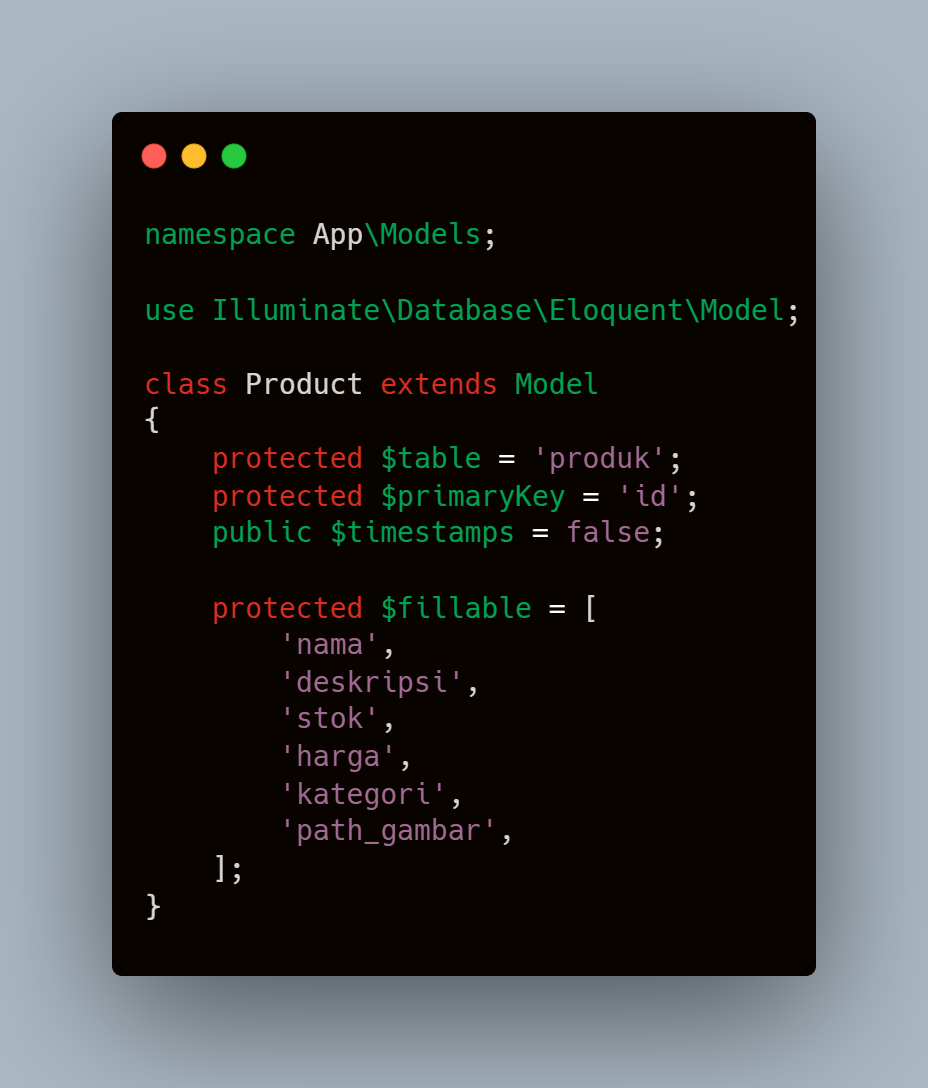 namespace App\Models;
use Illuminate\Database\Eloquent\Model;
class Product extends Model
{
    protected $table = 'produk';
    protected $primaryKey = 'id';
    public $timestamps = false;
    protected $fillable = [
        'nama',
        'deskripsi',
        'stok',
        'harga',
        'kategori',
        'path_gambar',
    ];
}